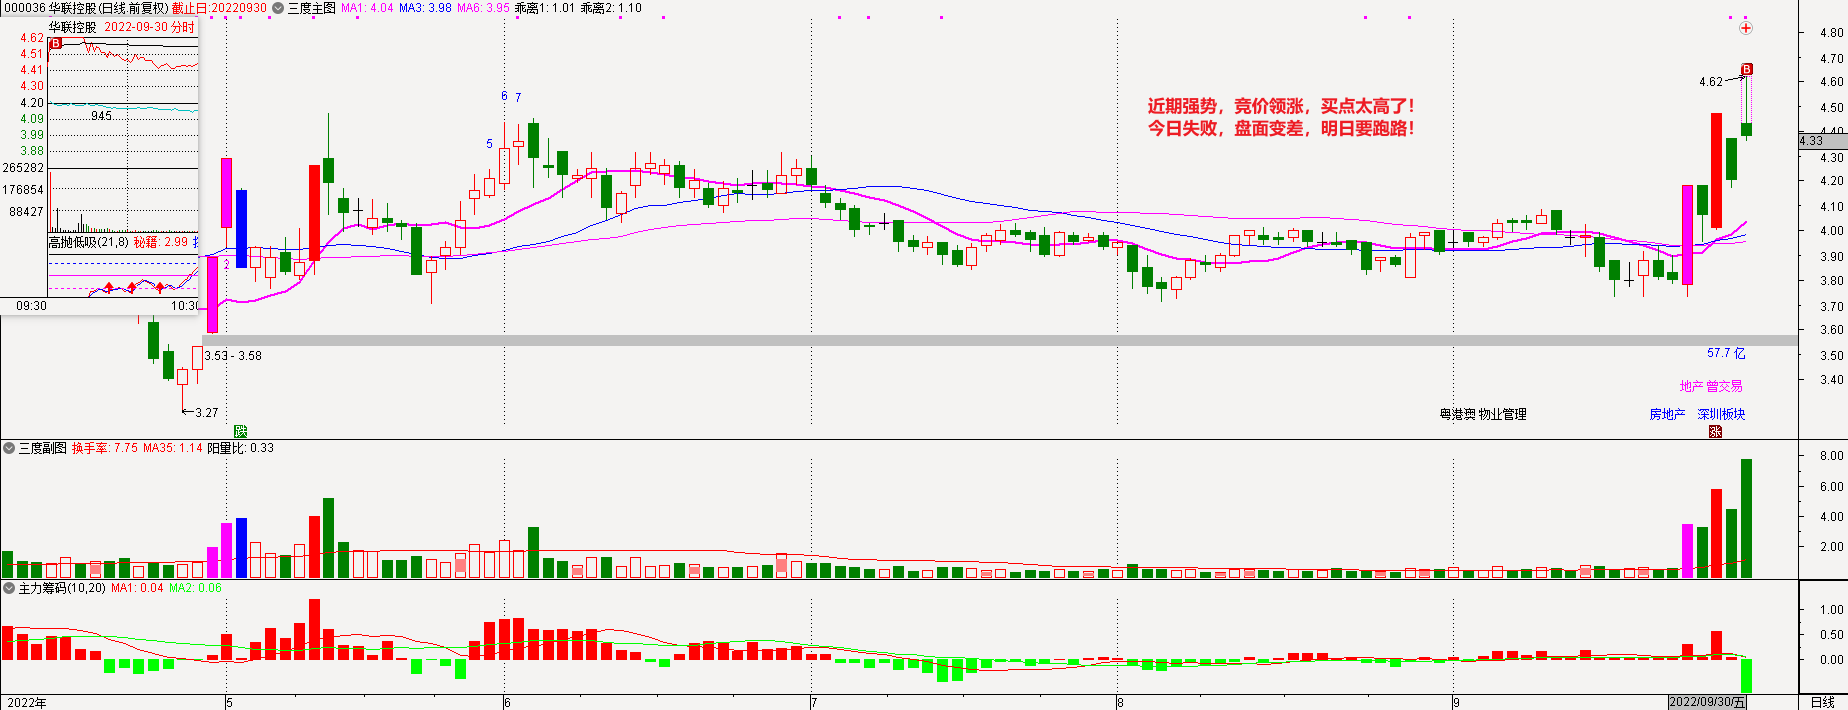 000036 华联控股(日线.前复权) 截止日:20220930 三度主图 MA1: 4.04 MA3: 3.98 MA6: 3.95 乖离1: 1.01 乖离2: 1.10
华联控股 2022-09-30 分时
4.62
4.51
4.41
4.30
4.20
4.09
3.99
3.88
265282
176854
88427
B
945
高抛低吸(21,8) 秘籍: 2.99
09:30 10:30
近期强势，竞价领涨，买点太高了！
今日失败，盘面变差，明日要跑路！
5
6 7
2
4.62
B
3.53 - 3.58
3.27
跌
57.7 亿
地产 曾交易
粤港澳 物业管理 房地产 深圳板块
涨
4.80
4.70
4.60
4.50
4.40
4.33
4.30
4.20
4.10
4.00
3.90
3.80
3.70
3.60
3.50
3.40
三度副图 换手率: 7.75 MA35: 1.14 阳量比: 0.33
8.00
6.00
4.00
2.00
主力筹码(10,20) MA1: 0.04 MA2: 0.06
1.00
0.50
0.00
2022年 5 6 7 8 9 2022/09/30/五 日线